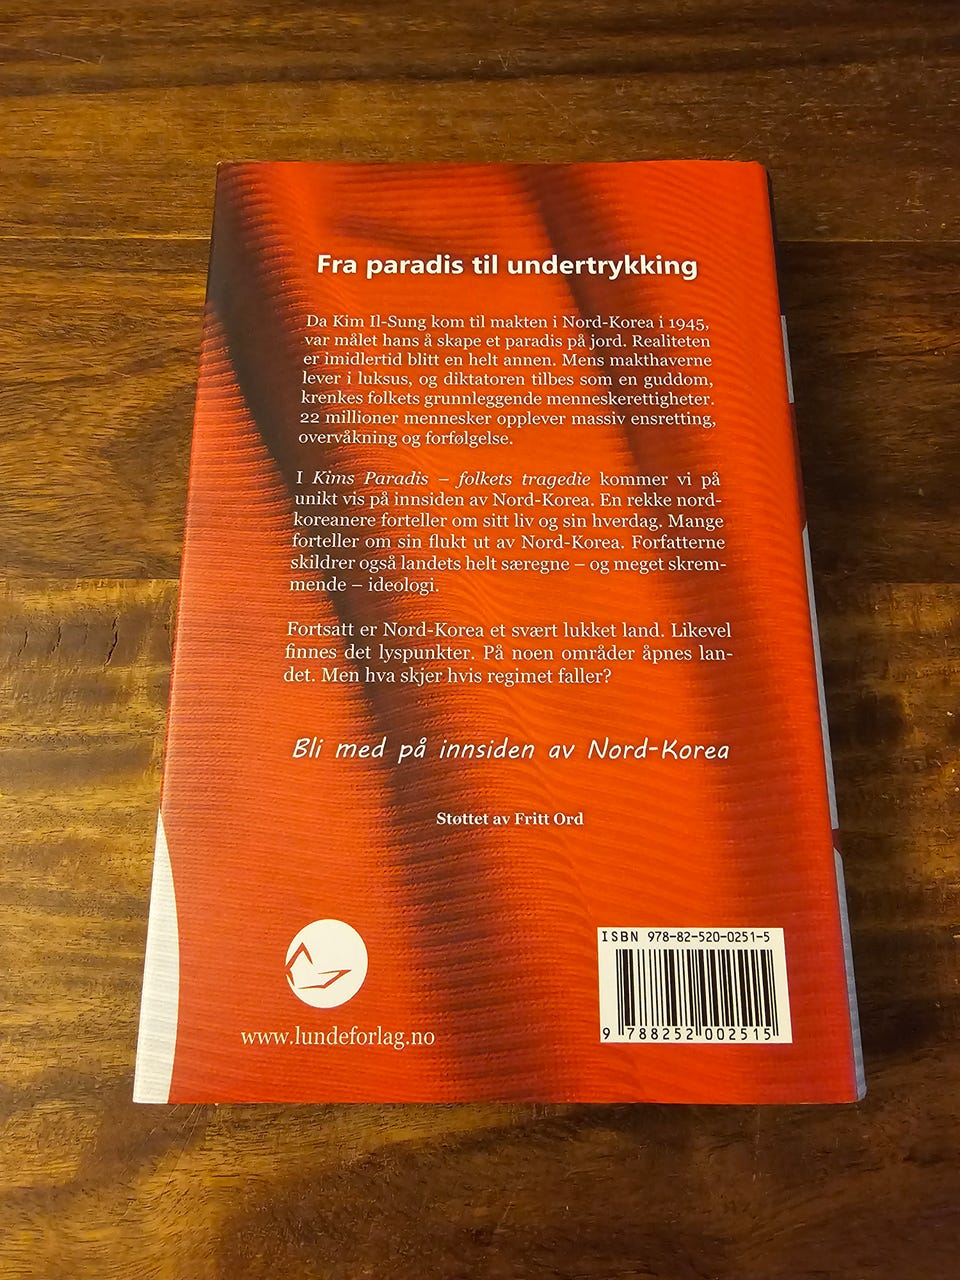 Fra paradis til undertrykking
Da Kim Il-Sung kom til makten i Nord-Korea i 1945,
var målet hans å skape et paradis på jord. Realiteten
er imidlertid blitt en helt annen. Mens makthaverne
lever i luksus, og diktatoren tilbes som en guddom,
krenkes folkets grunnleggende menneskerettigheter.
22 millioner mennesker opplever massiv ensretting,
overvåkning og forfølgelse.
I Kims Paradis – folkets tragedie kommer vi på
unikt vis på innsiden av Nord-Korea. En rekke nord-
koreanere forteller om sitt liv og sin hverdag. Mange
forteller om sin flukt ut av Nord-Korea. Forfatterne
skildrer også landets helt særegne – og meget skrem-
mende – ideologi.
Fortsatt er Nord-Korea et svært lukket land. Likevel
finnes det lyspunkter. På noen områder åpnes lan-
det. Men hva skjer hvis regimet faller?
Bli med på innsiden av Nord-Korea
Støttet av Fritt Ord
www.lundeforlag.no
ISBN 978-82-520-0251-5
9 788252 002515